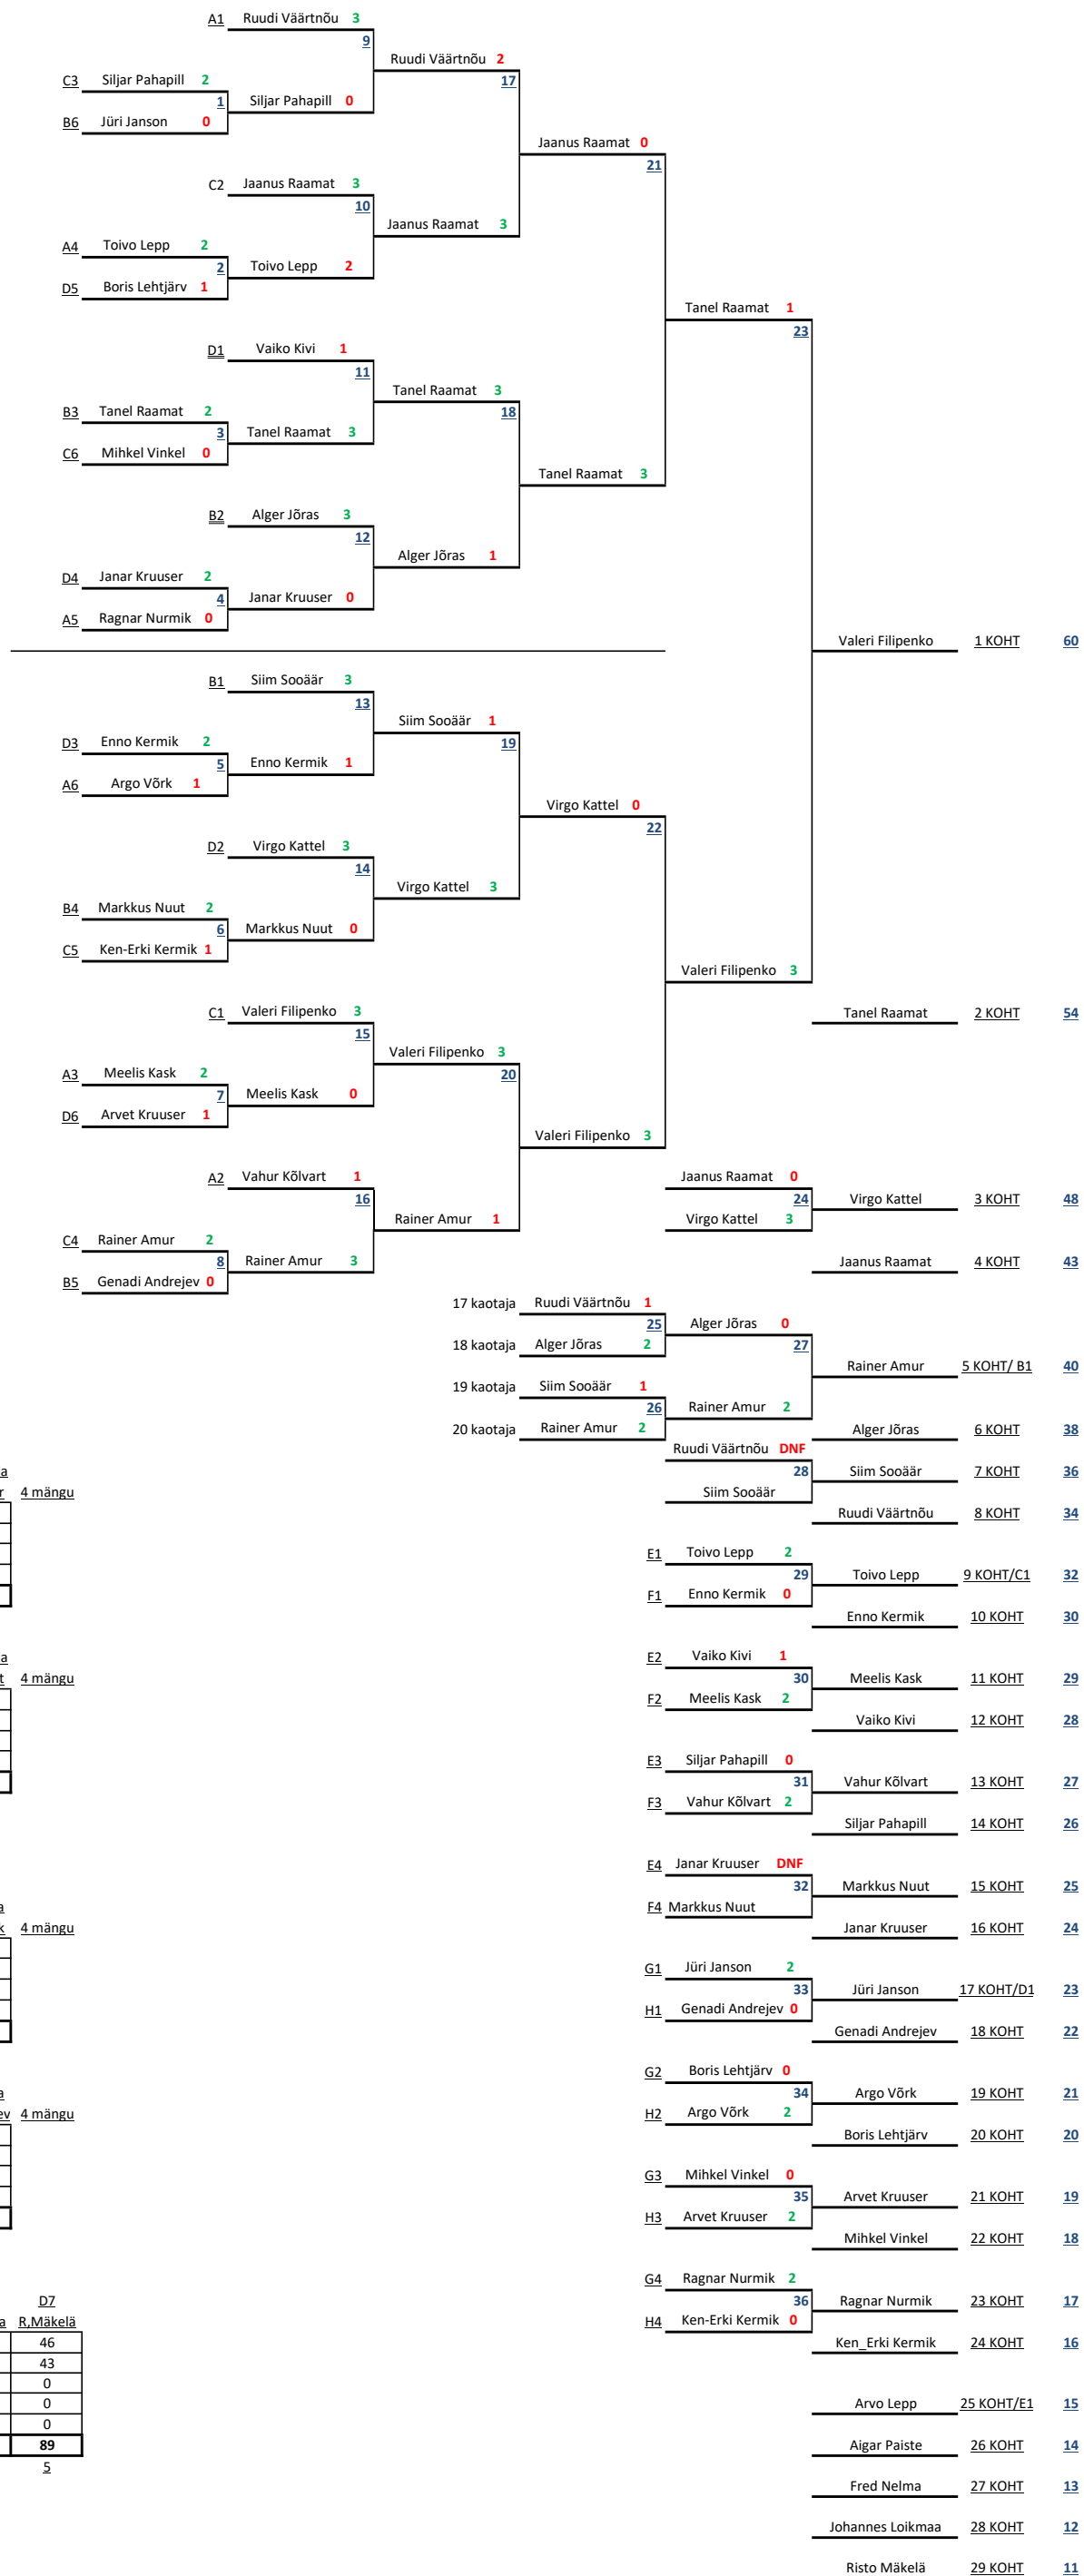 A1 Ruudi Väärtnõu 3
9
Ruudi Väärtnõu 2
C3 Siljar Pahapill 2
17
1 Siljar Pahapill 0
B6 Jüri Janson 0
Jaanus Raamat 0
21
C2 Jaanus Raamat 3
10
Jaanus Raamat 3
A4 Toivo Lepp 2
2 Toivo Lepp 2
D5 Boris Lehtjärv 1
Tanel Raamat 1
23
D1 Vaiko Kivi 1
11
Tanel Raamat 3
B3 Tanel Raamat 2
18
3 Tanel Raamat 3
C6 Mihkel Vinkel 0
Tanel Raamat 3
B2 Alger Jõras 3
12
Alger Jõras 1
D4 Janar Kruuser 2
4 Janar Kruuser 0
A5 Ragnar Nurmik 0
Valeri Filipenko 1 KOHT 60
B1 Siim Sooäär 3
13
Siim Sooäär 1
D3 Enno Kermik 2
19
5 Enno Kermik 1
A6 Argo Võrk 1
Virgo Kattel 0
22
D2 Virgo Kattel 3
14
Virgo Kattel 3
B4 Markkus Nuut 2
6 Markkus Nuut 0
C5 Ken-Erki Kermik 1
Valeri Filipenko 3
C1 Valeri Filipenko 3
Tanel Raamat 2 KOHT 54
15
Valeri Filipenko 3
A3 Meelis Kask 2
20
7 Meelis Kask 0
D6 Arvet Kruuser 1
Valeri Filipenko 3
A2 Vahur Kõlvart 1
Jaanus Raamat 0
16
24 Virgo Kattel 3 KOHT 48
Rainer Amur 1
Virgo Kattel 3
C4 Rainer Amur 2
8 Rainer Amur 3
Jaanus Raamat 4 KOHT 43
B5 Genadi Andrejev 0
17 kaotaja Ruudi Väärtnõu 1
25 Alger Jõras 0
18 kaotaja Alger Jõras 2
27
Rainer Amur 5 KOHT/ B1 40
19 kaotaja Siim Sooäär 1
26 Rainer Amur 2
20 kaotaja Rainer Amur 2
Alger Jõras 6 KOHT 38
Ruudi Väärtnõu DNF
a
28 Siim Sooäär 7 KOHT 36
r 4 mängu
Siim Sooäär
Ruudi Väärtnõu 8 KOHT 34
E1 Toivo Lepp 2
29 Toivo Lepp 9 KOHT/C1 32
F1 Enno Kermik 0
Enno Kermik 10 KOHT 30
a
E2 Vaiko Kivi 1
t 4 mängu
30 Meelis Kask 11 KOHT 29
F2 Meelis Kask 2
Vaiko Kivi 12 KOHT 28
E3 Siljar Pahapill 0
31 Vahur Kõlvart 13 KOHT 27
F3 Vahur Kõlvart 2
Siljar Pahapill 14 KOHT 26
E4 Janar Kruuser DNF
32 Markkus Nuut 15 KOHT 25
a
F4 Markkus Nuut
k 4 mängu
Janar Kruuser 16 KOHT 24
G1 Jüri Janson 2
33 Jüri Janson 17 KOHT/D1 23
H1 Genadi Andrejev 0
Genadi Andrejev 18 KOHT 22
G2 Boris Lehtjärv 0
a
34 Argo Võrk 19 KOHT 21
ev 4 mängu
H2 Argo Võrk 2
Boris Lehtjärv 20 KOHT 20
G3 Mihkel Vinkel 0
35 Arvet Kruuser 21 KOHT 19
H3 Arvet Kruuser 2
Mihkel Vinkel 22 KOHT 18
G4 Ragnar Nurmik 2
D7
36 Ragnar Nurmik 23 KOHT 17
a R,Mäkelä
H4 Ken-Erki Kermik 0
46
Ken_Erki Kermik 24 KOHT 16
43
0
0
Arvo Lepp 25 KOHT/E1 15
0
89
Aigar Paiste 26 KOHT 14
5
Fred Nelma 27 KOHT 13
Johannes Loikmaa 28 KOHT 12
Risto Mäkelä 29 KOHT 11